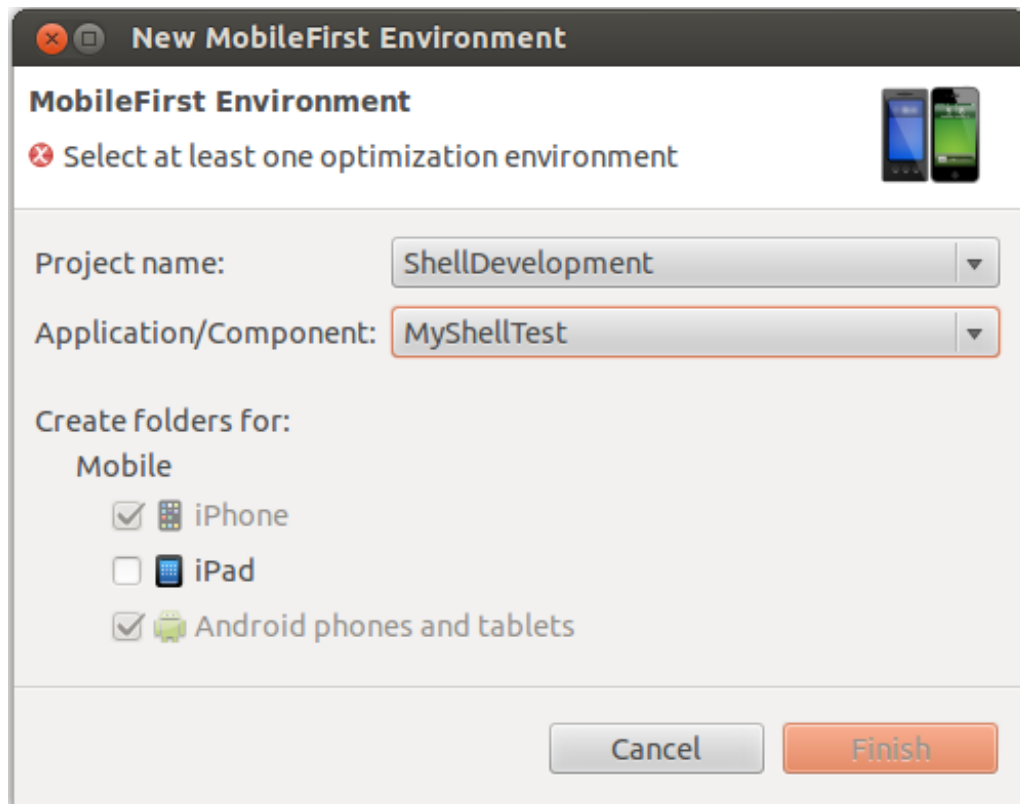 New MobileFirst Environment
MobileFirst Environment
Select at least one optimization environment
Project name: ShellDevelopment
Application/Component: MyShellTest
Create folders for:
Mobile
iPhone
iPad
Android phones and tablets
Cancel Finish